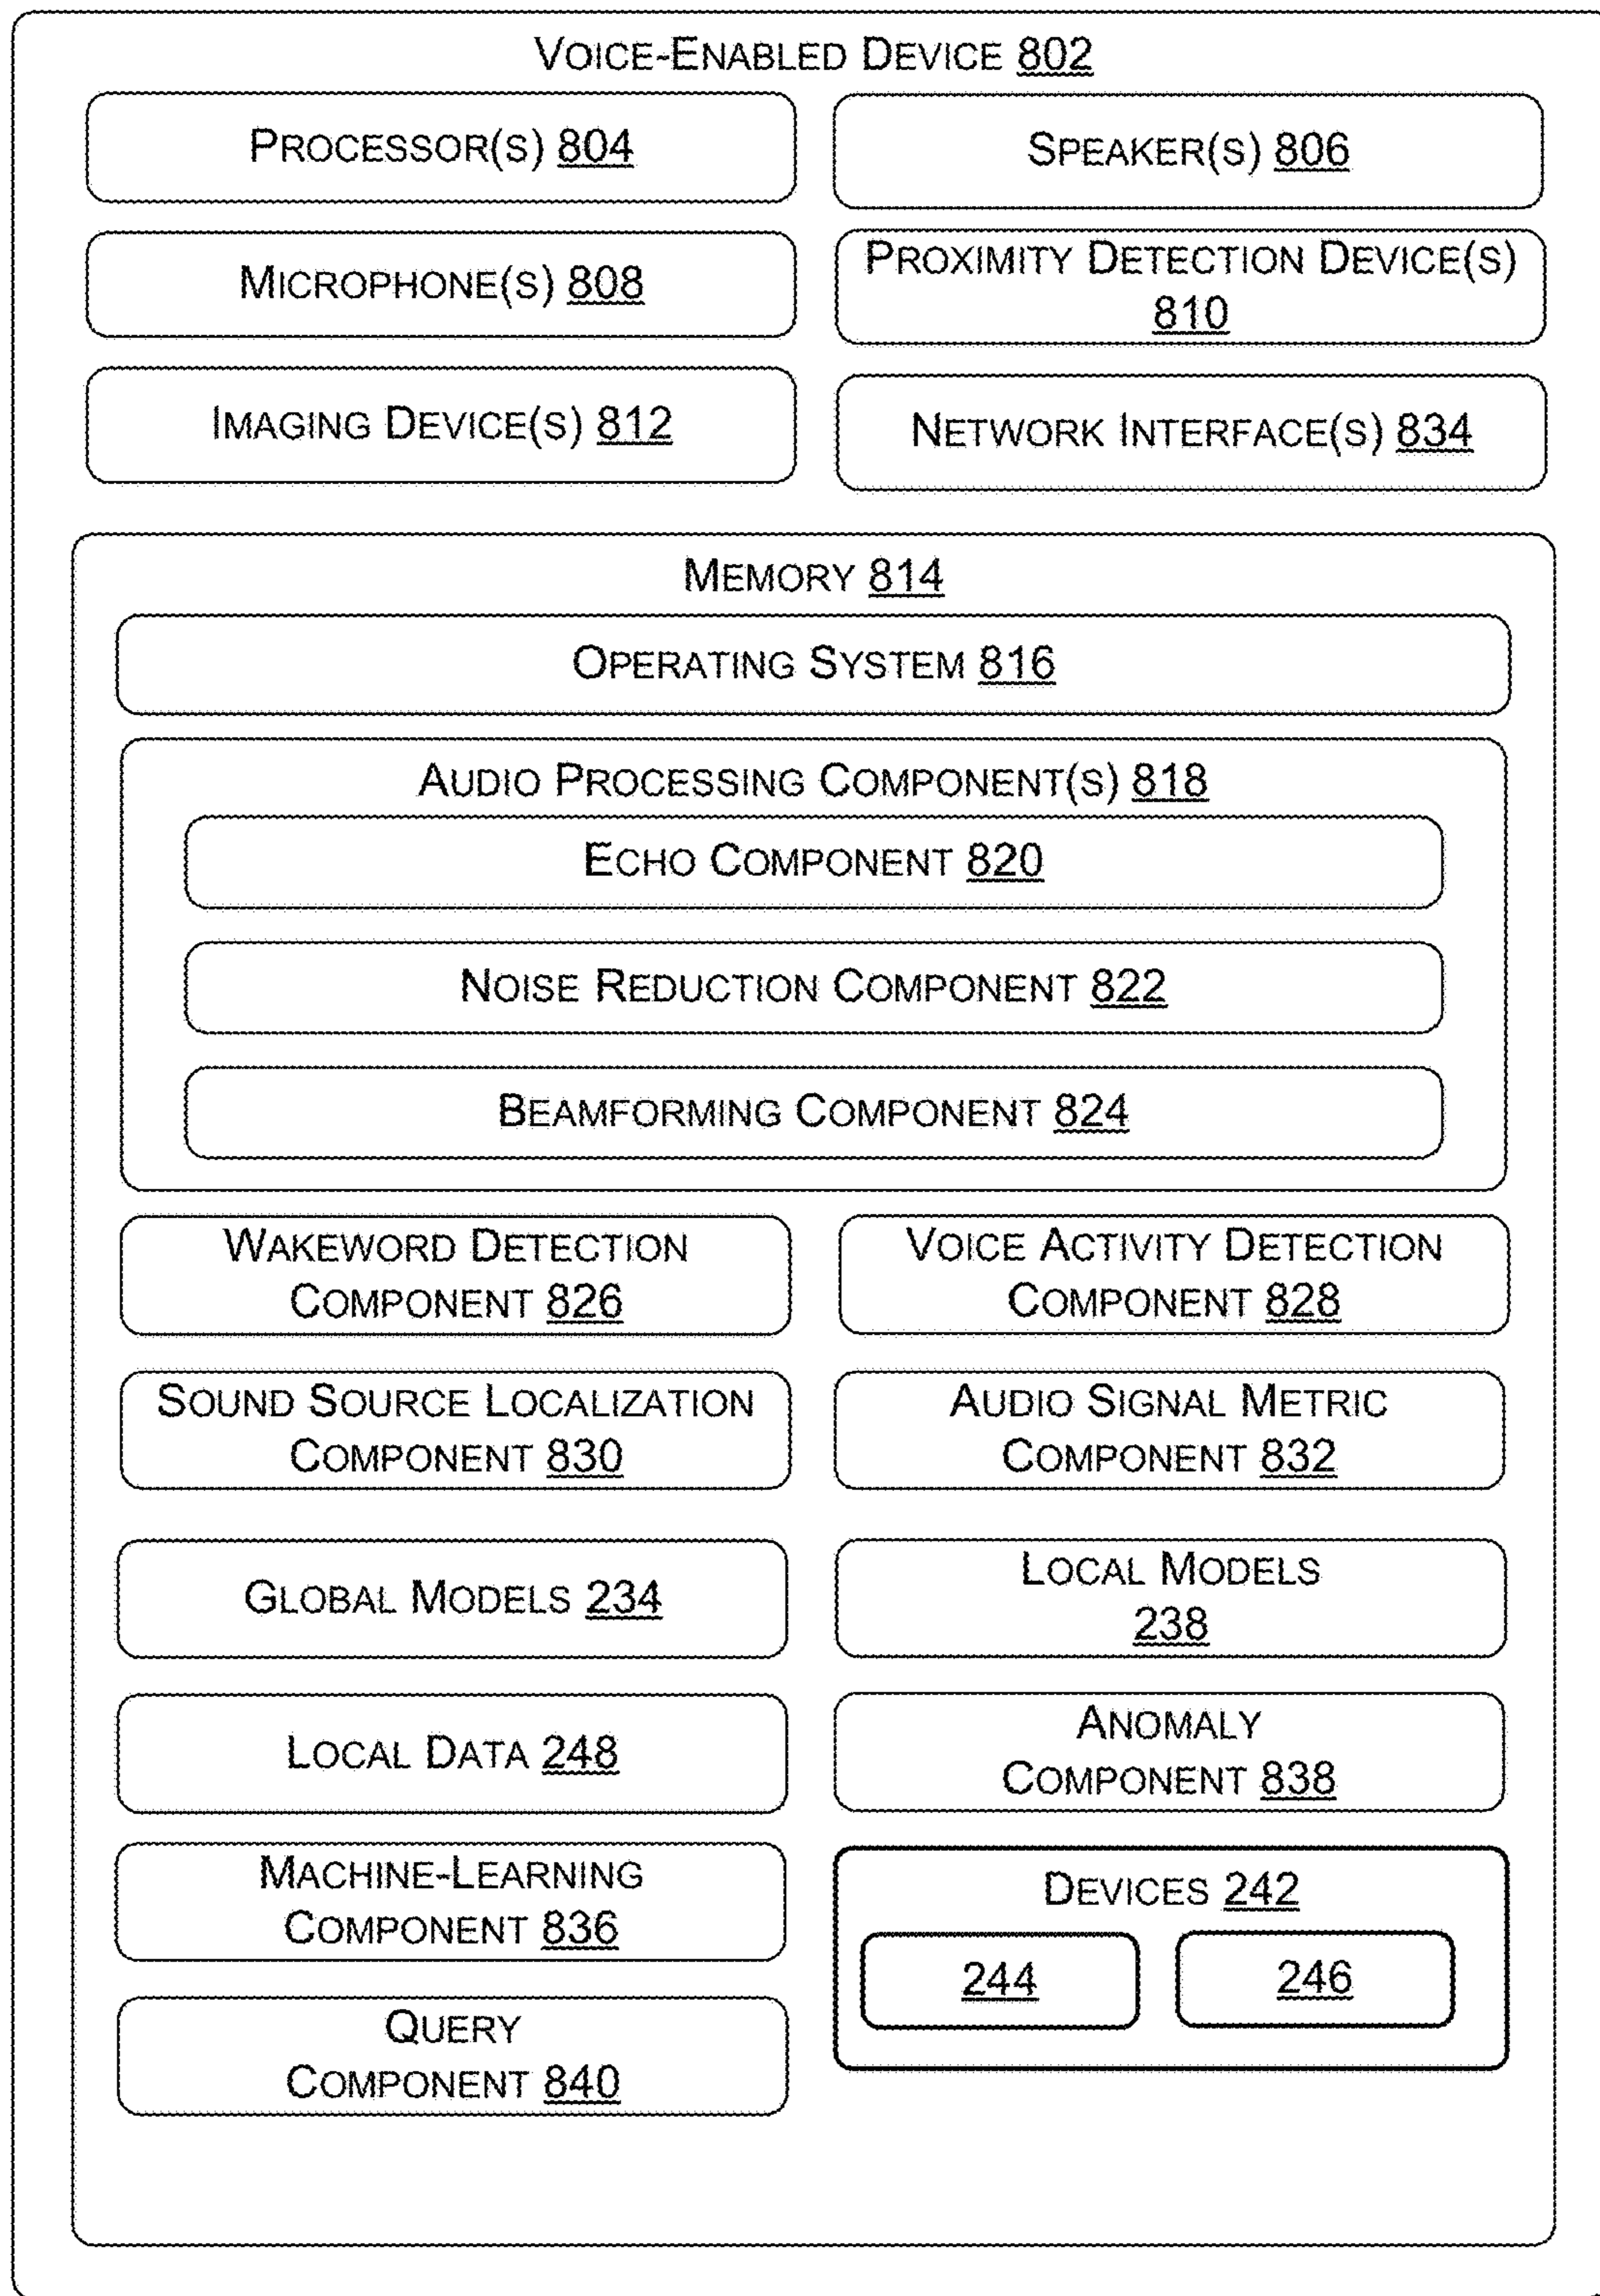 VOICE-ENABLED DEVICE 802
PROCESSOR(S) 804
SPEAKER(S) 806
MICROPHONE(S) 808
PROXIMITY DETECTION DEVICE(S)
810
IMAGING DEVICE(S) 812
NETWORK INTERFACE(S) 834
MEMORY 814
OPERATING SYSTEM 816
AUDIO PROCESSING COMPONENT(S) 818
ECHO COMPONENT 820
NOISE REDUCTION COMPONENT 822
BEAMFORMING COMPONENT 824
WAKEWORD DETECTION
COMPONENT 826
VOICE ACTIVITY DETECTION
COMPONENT 828
SOUND SOURCE LOCALIZATION
COMPONENT 830
AUDIO SIGNAL METRIC
COMPONENT 832
GLOBAL MODELS 234
LOCAL MODELS
238
LOCAL DATA 248
ANOMALY
COMPONENT 838
MACHINE-LEARNING
COMPONENT 836
DEVICES 242
244
246
QUERY
COMPONENT 840